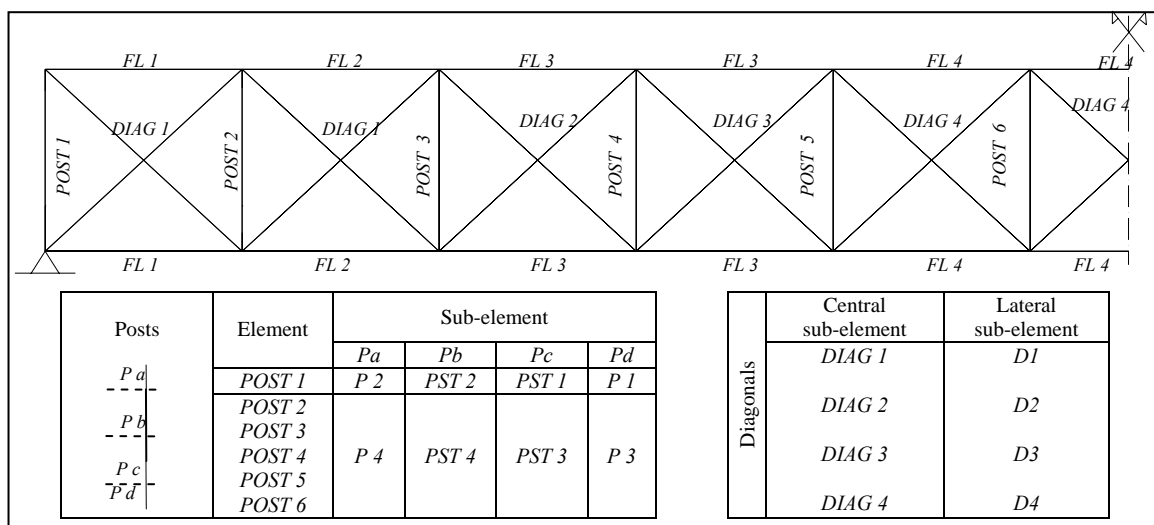 FL 1 FL 2 FL 3 FL 3 FL 4 FL 4
POST 1 DIAG 1 POST 2 DIAG 1 POST 3 DIAG 2 POST 4 DIAG 3 POST 5 DIAG 4 POST 6 DIAG 4
FL 1 FL 2 FL 3 FL 3 FL 4 FL 4
Posts Element Sub-element
Pa Pb Pc Pd
POST 1 P 2 PST 2 PST 1 P 1
POST 2
POST 3
POST 4 P 4 PST 4 PST 3 P 3
POST 5
POST 6
P a
P b
P c
P d
Diagonals
Central sub-element
Lateral sub-element
DIAG 1 D1
DIAG 2 D2
DIAG 3 D3
DIAG 4 D4